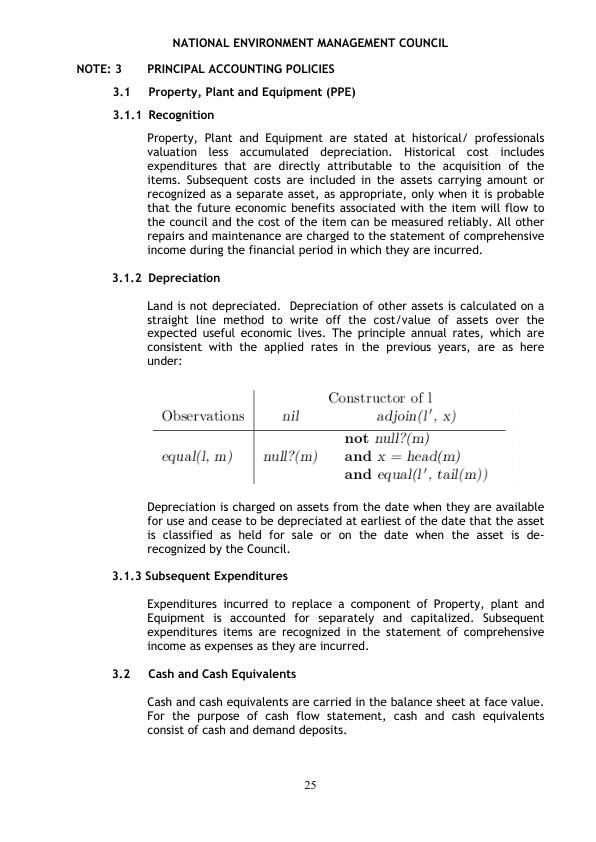 NATIONAL ENVIRONMENT MANAGEMENT COUNCIL
NOTE: 3 PRINCIPAL ACCOUNTING POLICIES
3.1 Property, Plant and Equipment (PPE)
3.1.1 Recognition
Property, Plant and Equipment are stated at historical/ professionals
valuation less accumulated depreciation. Historical cost includes
expenditures that are directly attributable to the acquisition of the
items. Subsequent costs are included in the assets carrying amount or
recognized as a separate asset, as appropriate, only when it is probable
that the future economic benefits associated with the item will flow to
the council and the cost of the item can be measured reliably. All other
repairs and maintenance are charged to the statement of comprehensive
income during the financial period in which they are incurred.
3.1.2 Depreciation
Land is not depreciated. Depreciation of other assets is calculated on a
straight line method to write off the cost/value of assets over the
expected useful economic lives. The principle annual rates, which are
consistent with the applied rates in the previous years, are as here
under:
Constructor of l
Observations nil adjoin(l′, x)
not null?(m)
equal(l, m) null?(m) and x = head(m)
and equal(l′, tail(m))
Depreciation is charged on assets from the date when they are available
for use and cease to be depreciated at earliest of the date that the asset
is classified as held for sale or on the date when the asset is de-
recognized by the Council.
3.1.3 Subsequent Expenditures
Expenditures incurred to replace a component of Property, plant and
Equipment is accounted for separately and capitalized. Subsequent
expenditures items are recognized in the statement of comprehensive
income as expenses as they are incurred.
3.2 Cash and Cash Equivalents
Cash and cash equivalents are carried in the balance sheet at face value.
For the purpose of cash flow statement, cash and cash equivalents
consist of cash and demand deposits.
25